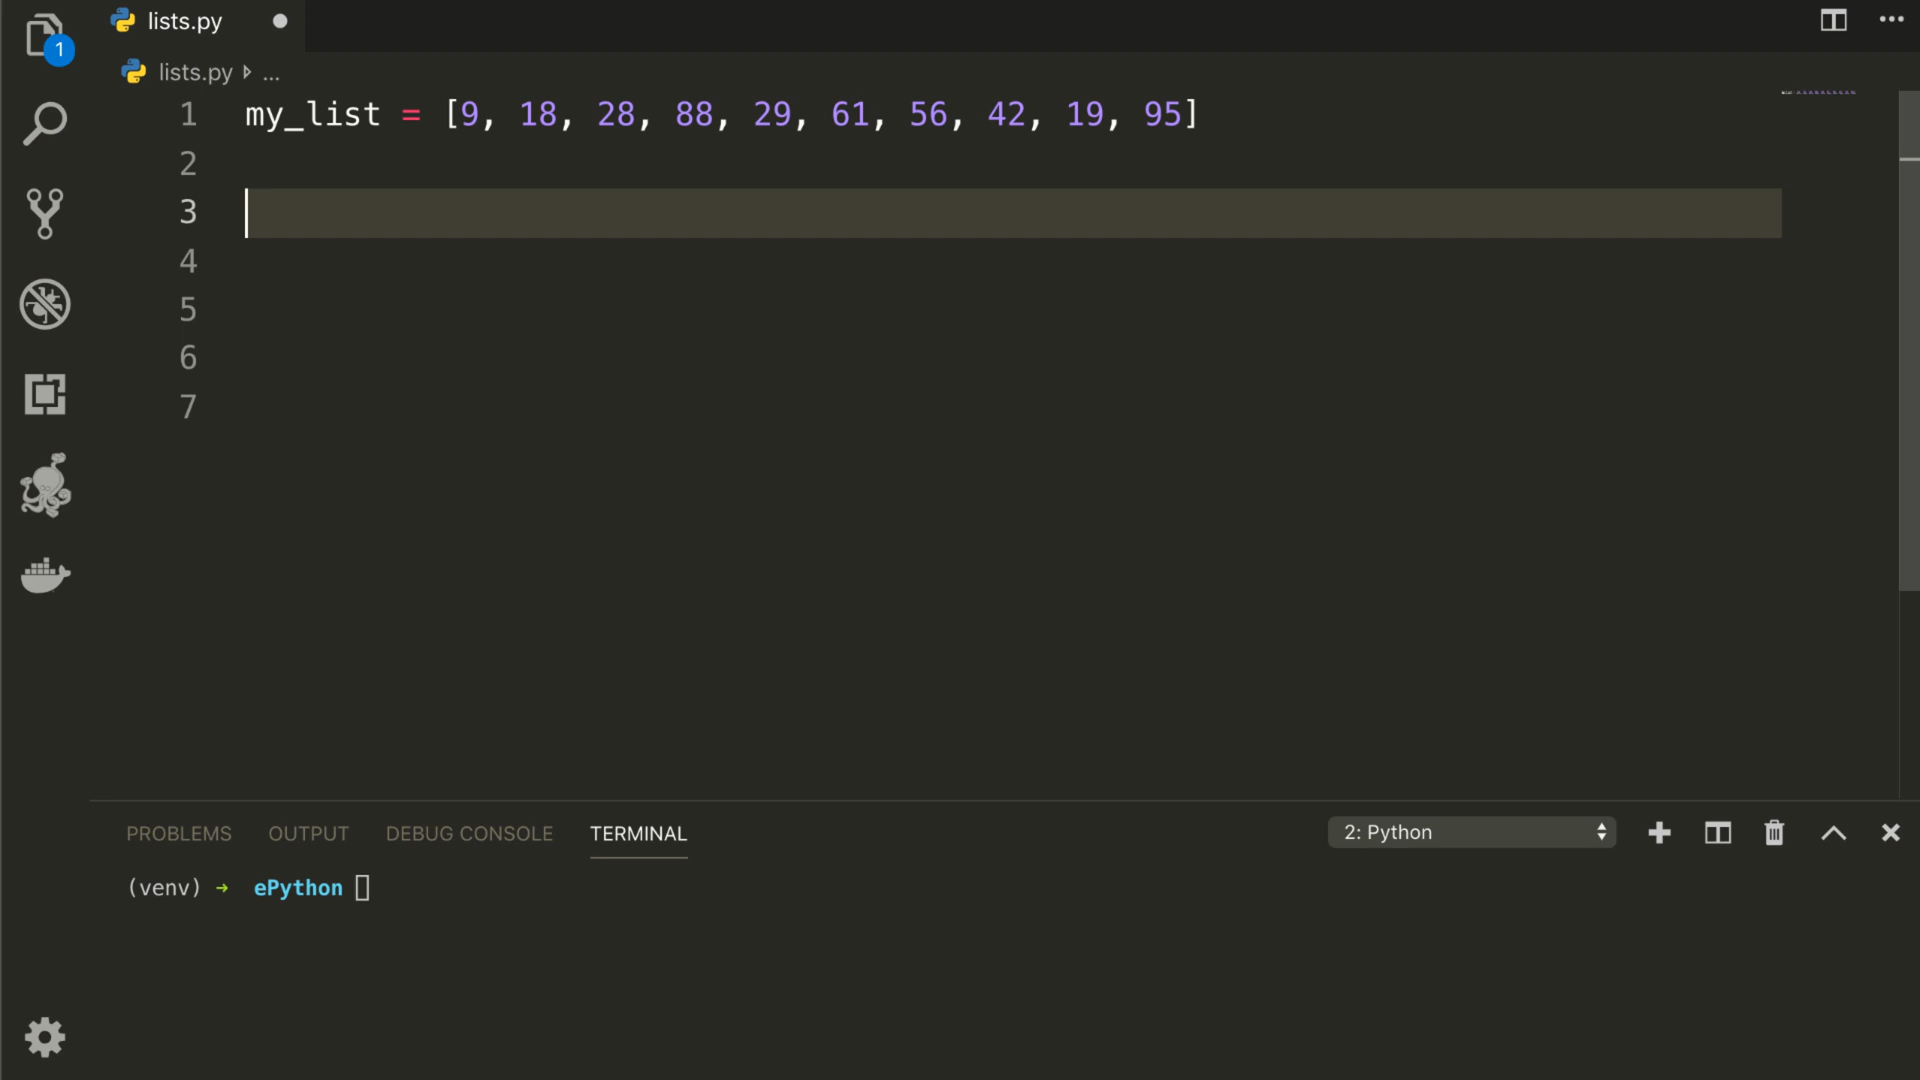 lists.py
1
lists.py ...
1 my_list = [9, 18, 28, 88, 29, 61, 56, 42, 19, 95]
2
3
4
5
6
7
PROBLEMS OUTPUT DEBUG CONSOLE TERMINAL 2: Python
(venv) → ePython